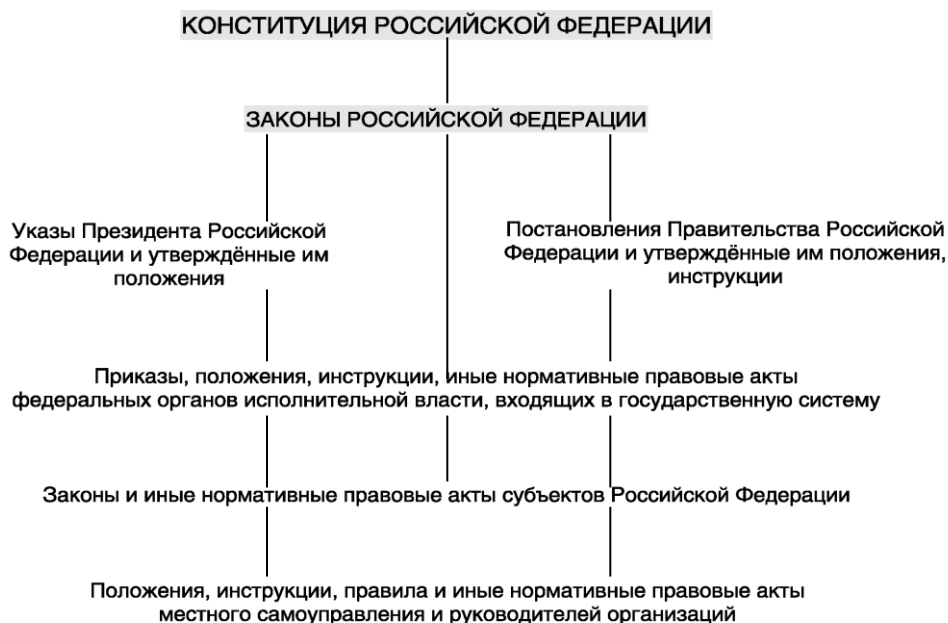 КОНСТИТУЦИЯ РОССИЙСКОЙ ФЕДЕРАЦИИ
ЗАКОНЫ РОССИЙСКОЙ ФЕДЕРАЦИИ
Указы Президента Российской
Федерации и утверждённые им
положения
Постановления Правительства Российской
Федерации и утверждённые им положения,
инструкции
Приказы, положения, инструкции, иные нормативные правовые акты
федеральных органов исполнительной власти, входящих в государственную систему
Законы и иные нормативные правовые акты субъектов Российской Федерации
Положения, инструкции, правила и иные нормативные правовые акты
местного самоуправления и руководителей организаций